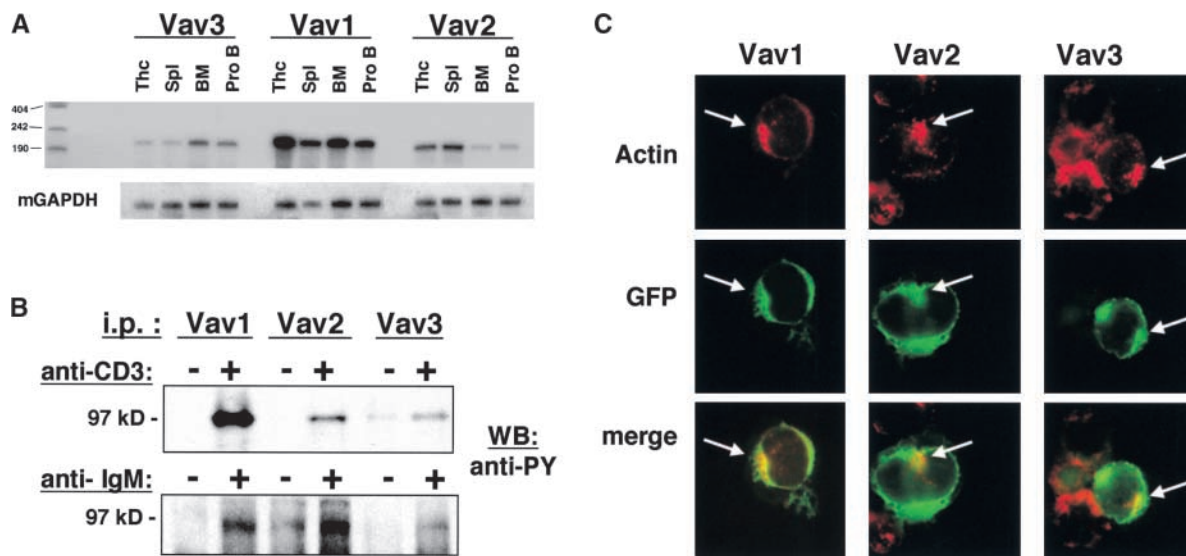 A
Vav3 Vav1 Vav2
Thc Spl BM Pro B Thc Spl BM Pro B Thc Spl BM Pro B
404
242
190
mGAPDH
B
i.p. : Vav1 Vav2 Vav3
anti-CD3: - + - + - +
97 kD -
WB:
anti-PY
anti- IgM: - + - + - +
97 kD -
C
Vav1 Vav2 Vav3
Actin
GFP
merge